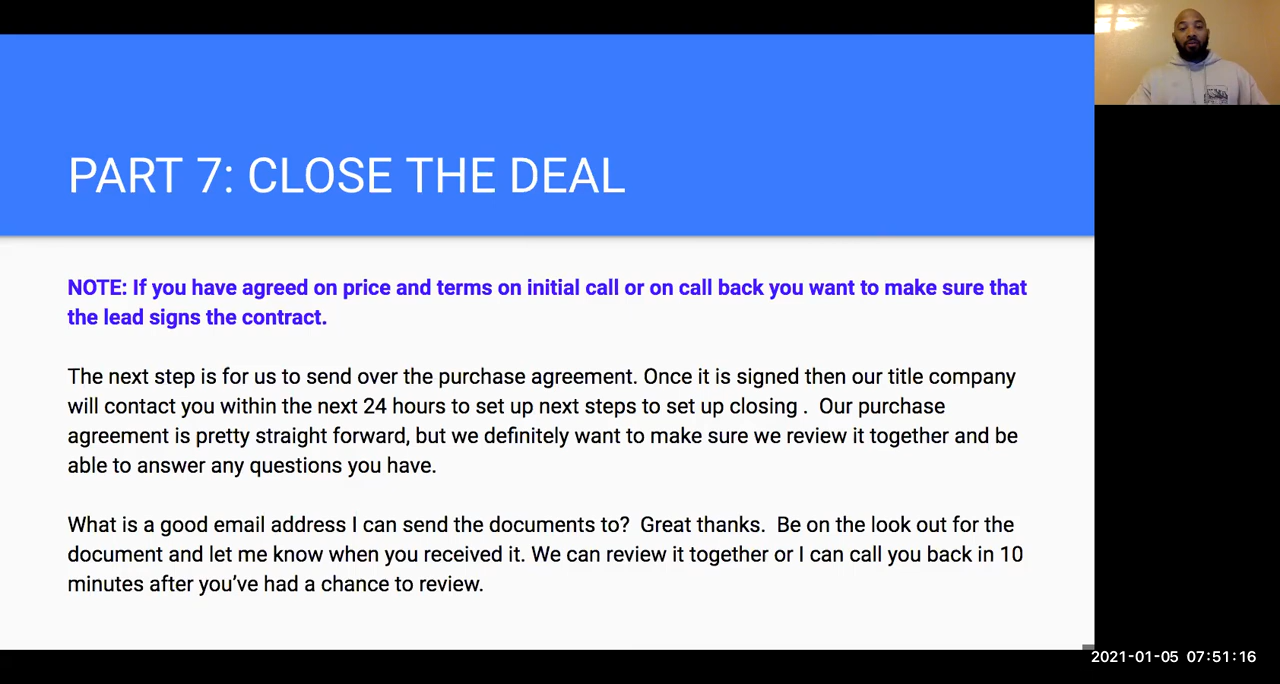 PART 7: CLOSE THE DEAL
NOTE: If you have agreed on price and terms on initial call or on call back you want to make sure that
the lead signs the contract.
The next step is for us to send over the purchase agreement. Once it is signed then our title company
will contact you within the next 24 hours to set up next steps to set up closing .  Our purchase
agreement is pretty straight forward, but we definitely want to make sure we review it together and be
able to answer any questions you have.
What is a good email address I can send the documents to?  Great thanks.  Be on the look out for the
document and let me know when you received it. We can review it together or I can call you back in 10
minutes after you’ve had a chance to review.
2021-01-05 07:51:16